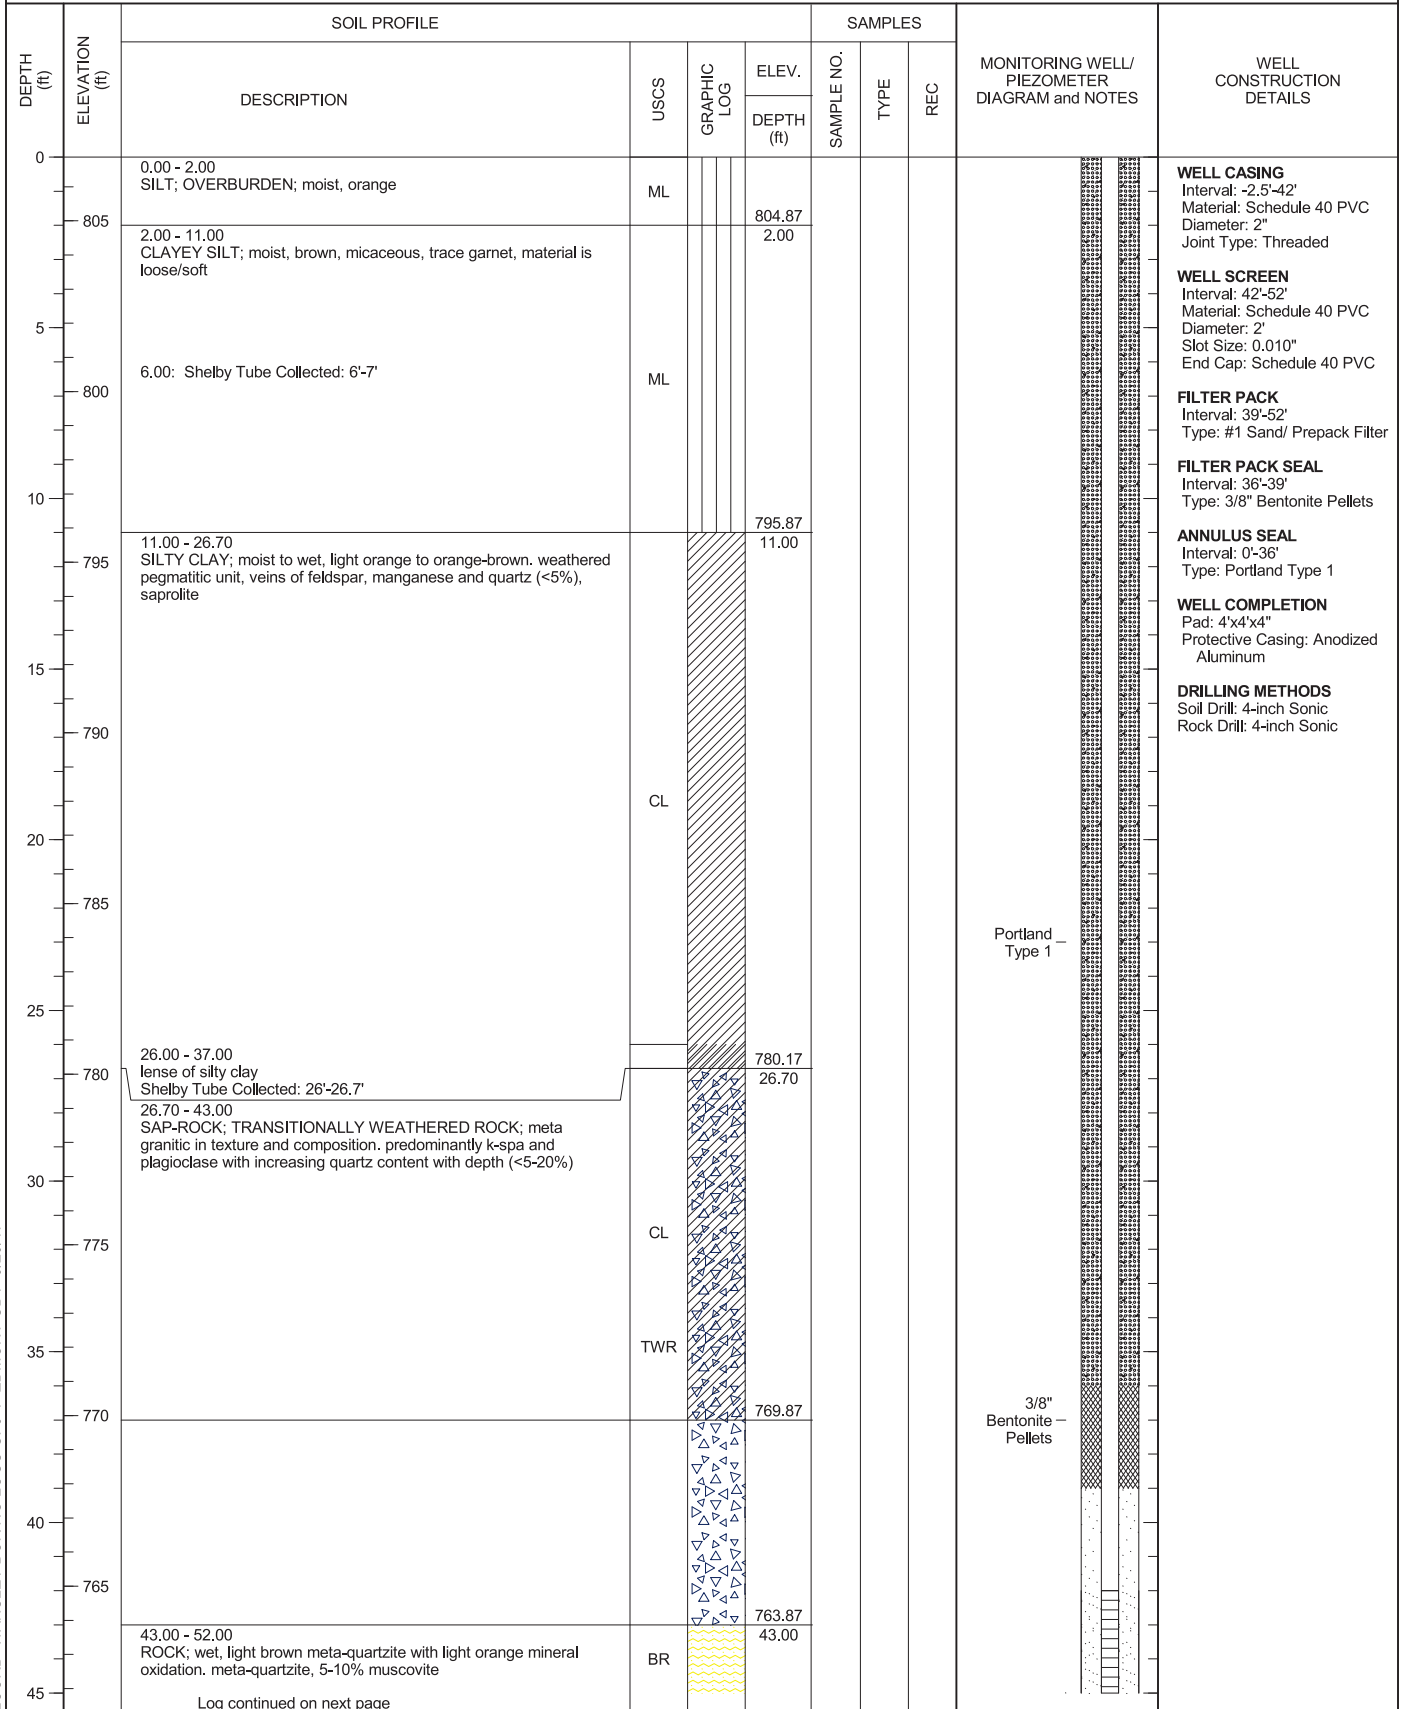 SOIL PROFILE
SAMPLES
DEPTH
(ft)
ELEVATION
(ft)
DESCRIPTION
USCS
GRAPHIC
LOG
ELEV.
DEPTH
(ft)
SAMPLE NO.
TYPE
REC
MONITORING WELL/
PIEZOMETER
DIAGRAM and NOTES
WELL
CONSTRUCTION
DETAILS
0
5
10
15
20
25
30
35
40
45
805
800
795
790
785
780
775
770
765
0.00 - 2.00
SILT; OVERBURDEN; moist, orange
ML
804.87
2.00
2.00 - 11.00
CLAYEY SILT; moist, brown, micaceous, trace garnet, material is
loose/soft
6.00: Shelby Tube Collected: 6'-7'
ML
795.87
11.00
11.00 - 26.70
SILTY CLAY; moist to wet, light orange to orange-brown. weathered
pegmatitic unit, veins of feldspar, manganese and quartz (<5%),
saprolite
CL
26.00 - 37.00
lense of silty clay
Shelby Tube Collected: 26'-26.7'
780.17
26.70
26.70 - 43.00
SAP-ROCK; TRANSITIONALLY WEATHERED ROCK; meta
granitic in texture and composition. predominantly k-spa and
plagioclase with increasing quartz content with depth (<5-20%)
CL
TWR
769.87
763.87
43.00
43.00 - 52.00
ROCK; wet, light brown meta-quartzite with light orange mineral
oxidation. meta-quartzite, 5-10% muscovite
BR
Log continued on next page
Portland
Type 1
3/8"
Bentonite
Pellets
WELL CASING
Interval: -2.5'-42'
Material: Schedule 40 PVC
Diameter: 2"
Joint Type: Threaded
WELL SCREEN
Interval: 42'-52'
Material: Schedule 40 PVC
Diameter: 2'
Slot Size: 0.010"
End Cap: Schedule 40 PVC
FILTER PACK
Interval: 39'-52'
Type: #1 Sand/ Prepack Filter
FILTER PACK SEAL
Interval: 36'-39'
Type: 3/8" Bentonite Pellets
ANNULUS SEAL
Interval: 0'-36'
Type: Portland Type 1
WELL COMPLETION
Pad: 4'x4'x4"
Protective Casing: Anodized
Aluminum
DRILLING METHODS
Soil Drill: 4-inch Sonic
Rock Drill: 4-inch Sonic